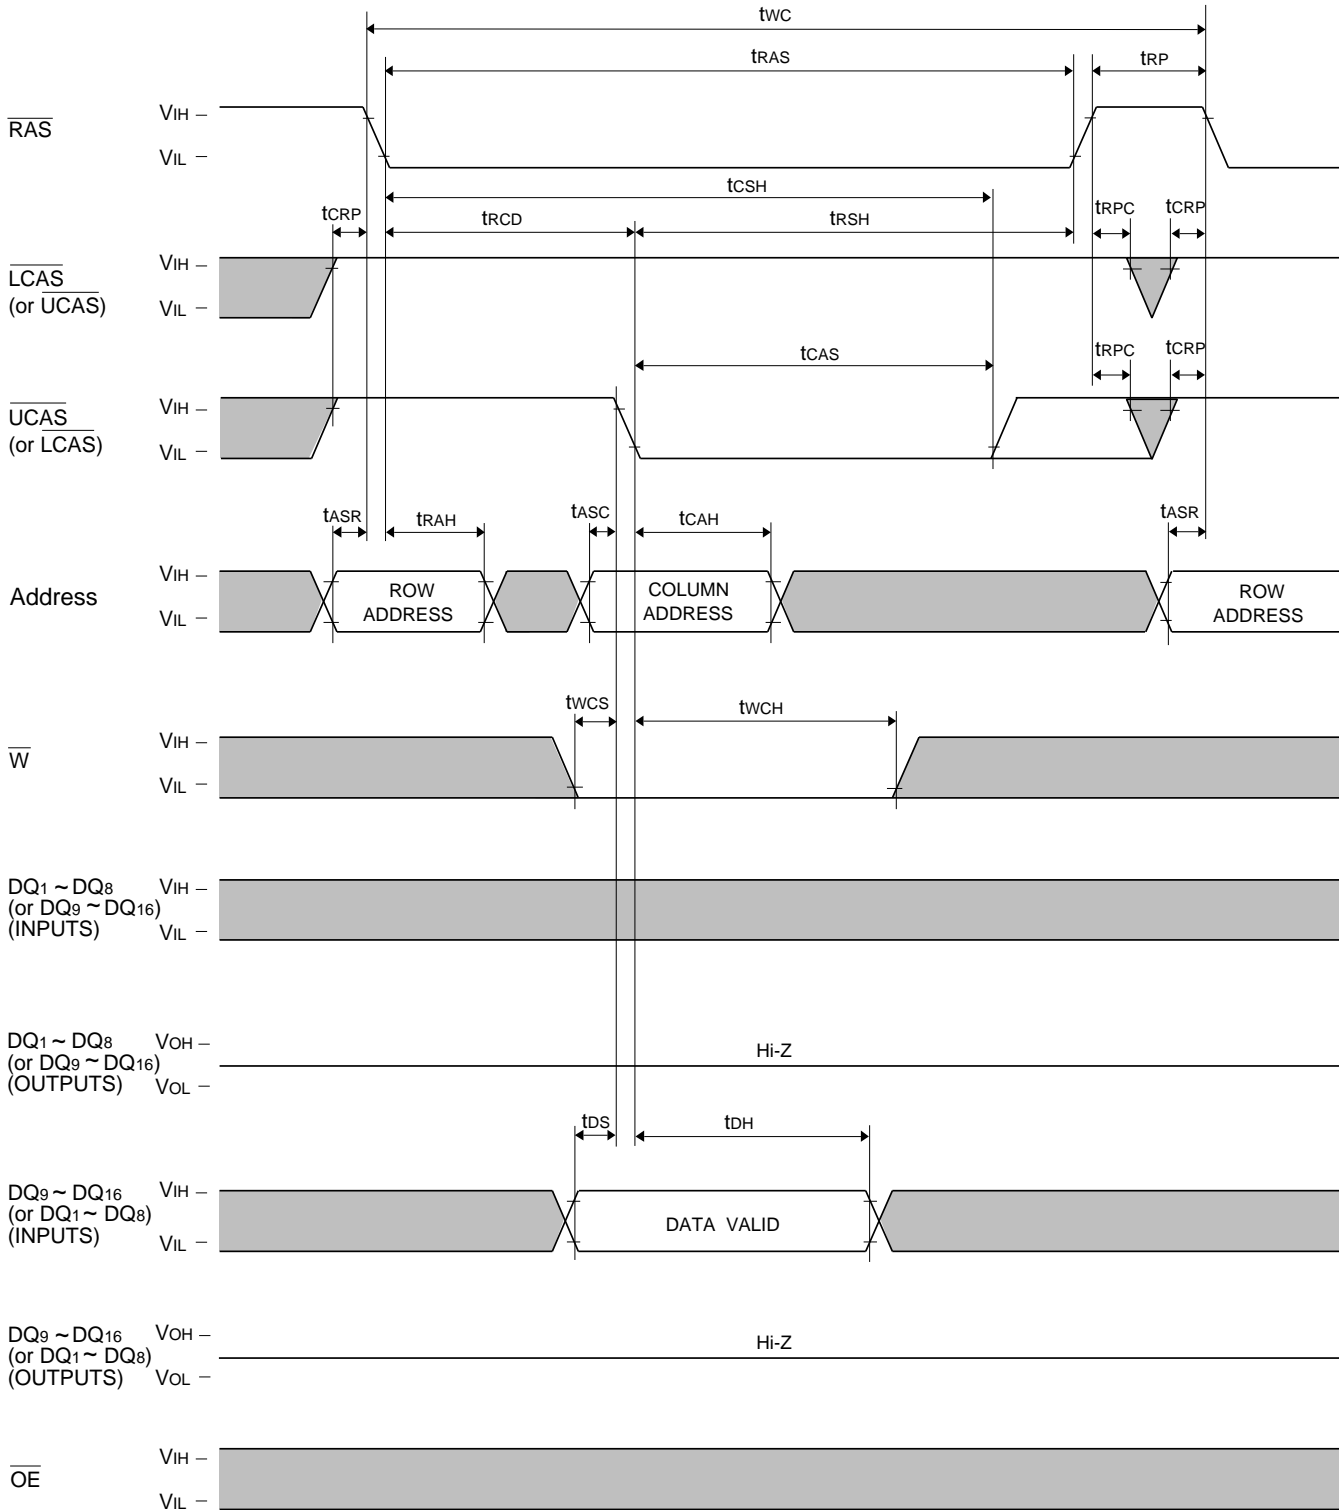 tWC
tRAS
tRP
RAS
VIH –
VIL –
tCSH
tCRP
tRCD
tRSH
tRPC
tCRP
LCAS
(or UCAS)
VIH –
VIL –
tCAS
tRPC
tCRP
UCAS
(or LCAS)
VIH –
VIL –
tASR
tRAH
tASC
tCAH
tASR
Address
VIH –
VIL –
ROW
ADDRESS
COLUMN
ADDRESS
ROW
ADDRESS
tWCS
tWCH
W
VIH –
VIL –
DQ1 ~ DQ8
(or DQ9 ~ DQ16)
(INPUTS)
VIH –
VIL –
DQ1 ~ DQ8
(or DQ9 ~ DQ16)
(OUTPUTS)
VOH –
VOL –
Hi-Z
tDS
tDH
DQ9 ~ DQ16
(or DQ1 ~ DQ8)
(INPUTS)
VIH –
VIL –
DATA VALID
DQ9 ~ DQ16
(or DQ1 ~ DQ8)
(OUTPUTS)
VOH –
VOL –
Hi-Z
OE
VIH –
VIL –